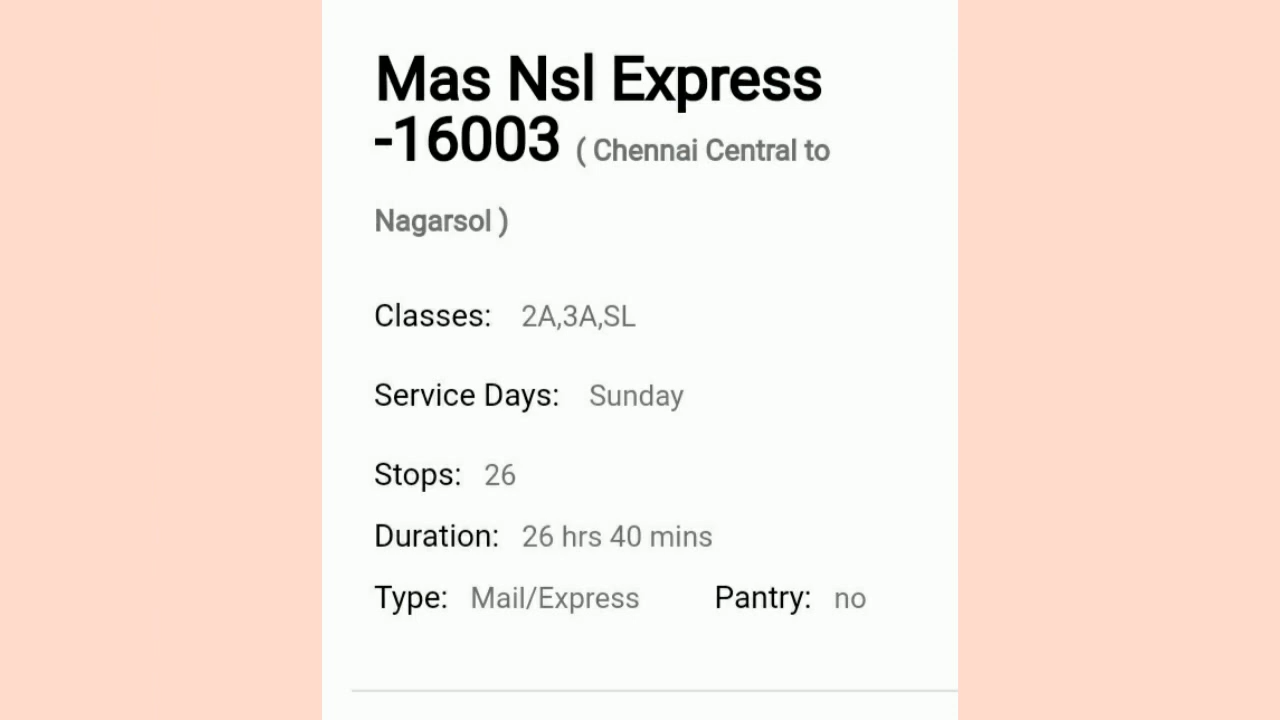 Mas Nsl Express
-16003 ( Chennai Central to
Nagarsol )
Classes: 2A,3A,SL
Service Days: Sunday
Stops: 26
Duration: 26 hrs 40 mins
Type: Mail/Express Pantry: no